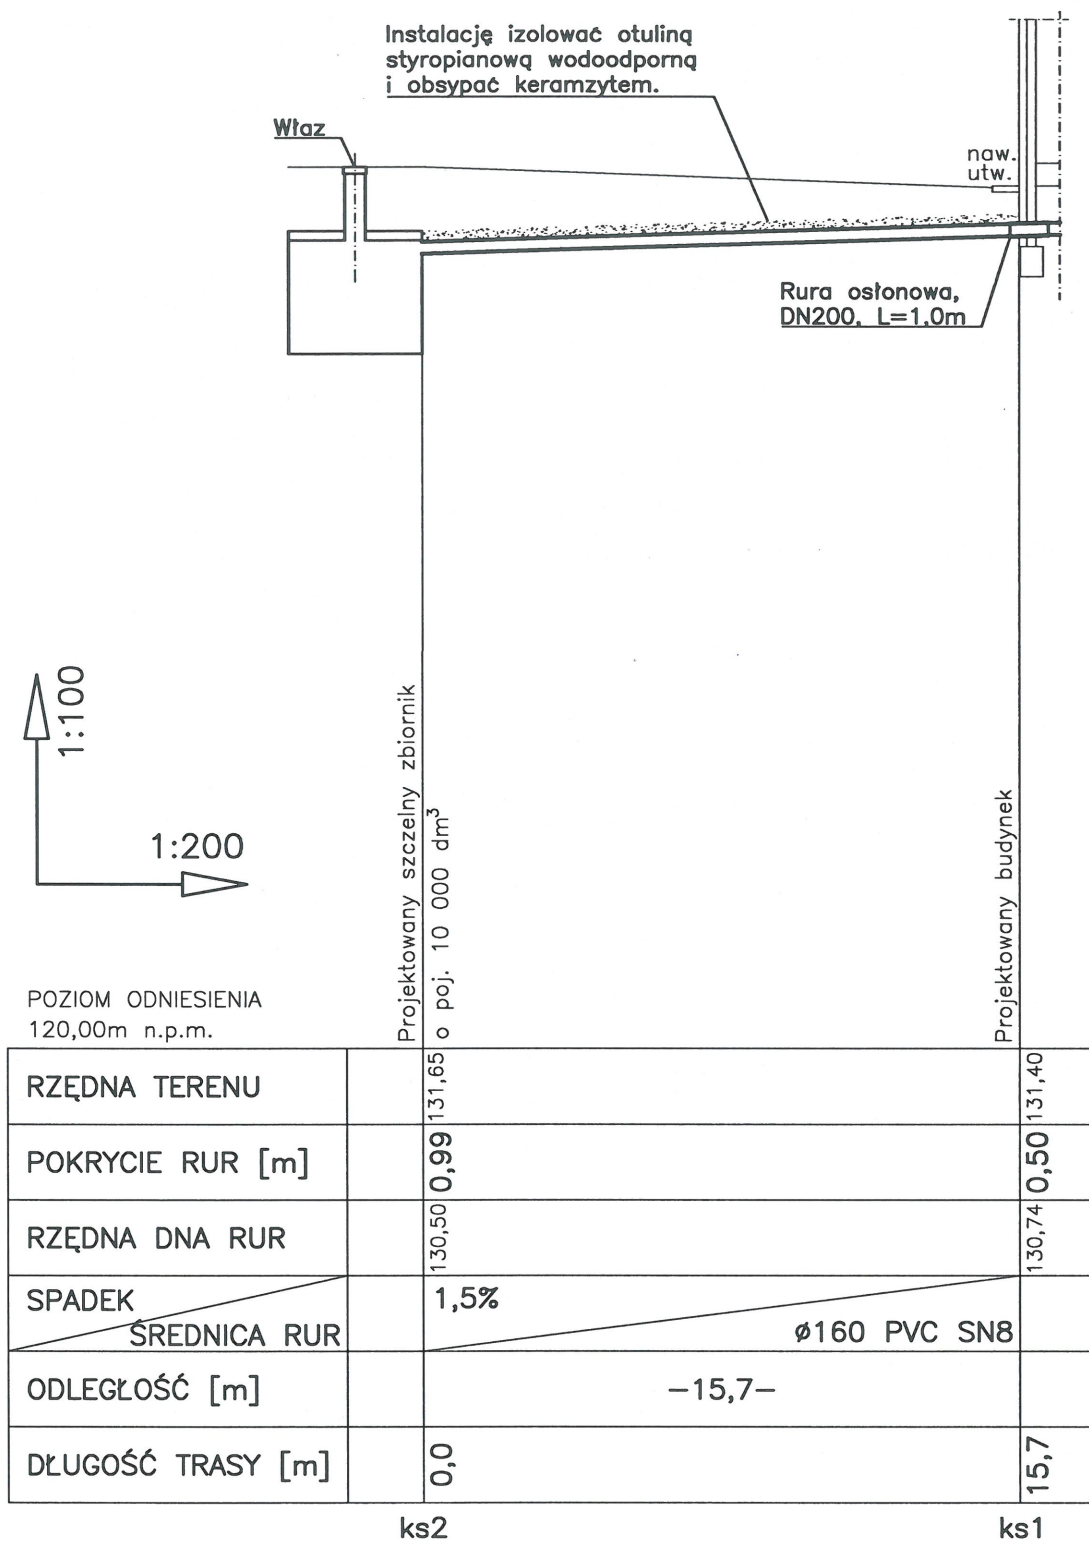 Instalację izolować otuliną
styropianową wodoodporną
i obsypać keramzytem.
Właz
naw.
utw.
Rura osłonowa,
DN200, L=1,0m
1:100
1:200
Projektowany szczelny zbiornik
o poj. 10 000 dm³
Projektowany budynek
POZIOM ODNIESIENIA
120,00m n.p.m.
RZĘDNA TERENU 131,65 131,40
POKRYCIE RUR [m] 0,99 0,50
RZĘDNA DNA RUR 130,50 130,74
SPADEK 1,5%
ŚREDNICA RUR ø160 PVC SN8
ODLEGŁOŚĆ [m] –15,7–
DŁUGOŚĆ TRASY [m] 0,0 15,7
ks2 ks1